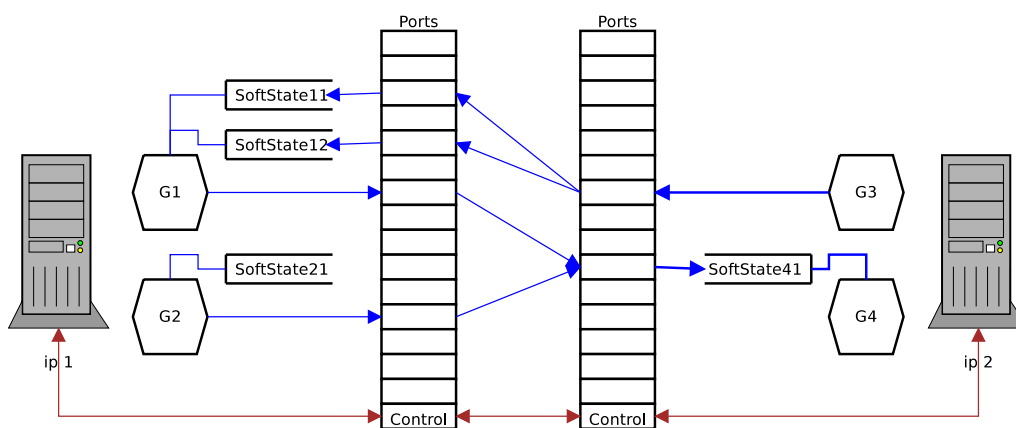 Ports
Ports
SoftState11
SoftState12
G1
G3
SoftState21
SoftState41
G2
G4
ip 1
ip 2
Control
Control